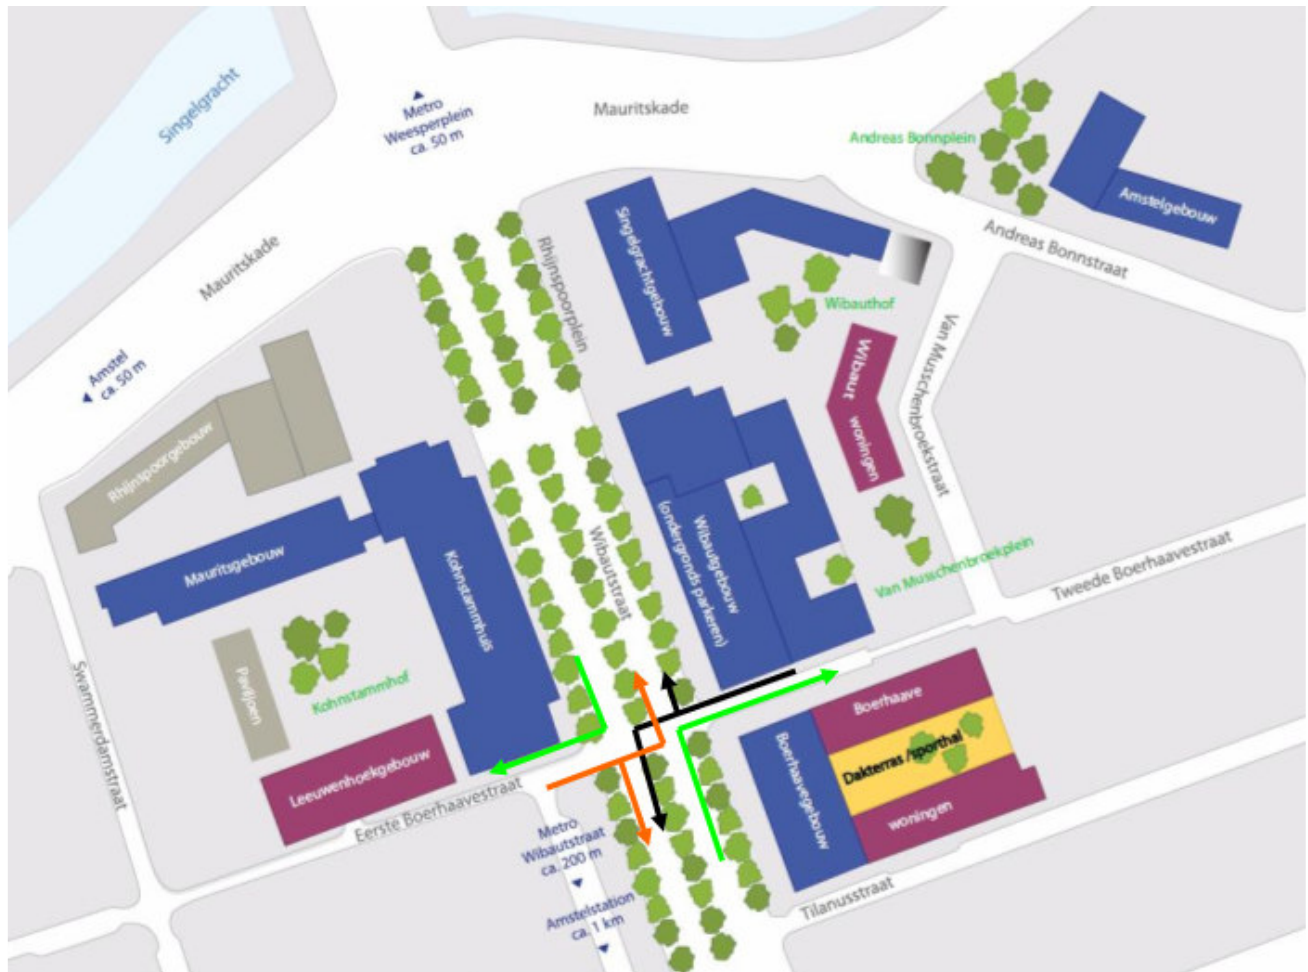 Singelgracht
Metro
Weesperplein
ca. 50 m
Mauritskade
Andreas Bonnplein
Amstelgebouw
Andreas Bonnstraat
Mauritskade
Rhijnspoorplein
Singelgrachtgebouw
Wibauthof
Amstel
ca. 50 m
Wibaut
woningen
Van Musschenbroekstraat
Rhijnspoorgebouw
Mauritsgebouw
Kohnstammhuis
Wibautstraat
Wibautgebouw
(ondergronds parkeren)
Van Musschenbroekplein
Tweede Boerhaavestraat
Swammerdamstraat
Paviljoen
Kohnstammhof
Leeuwenhoekgebouw
Eerste Boerhaavestraat
Boerhaave
Dakterras /sporthal
woningen
Boerhaavegebouw
Metro
Wibautstraat
ca. 200 m
Amstelstation
ca. 1 km
Tilanusstraat